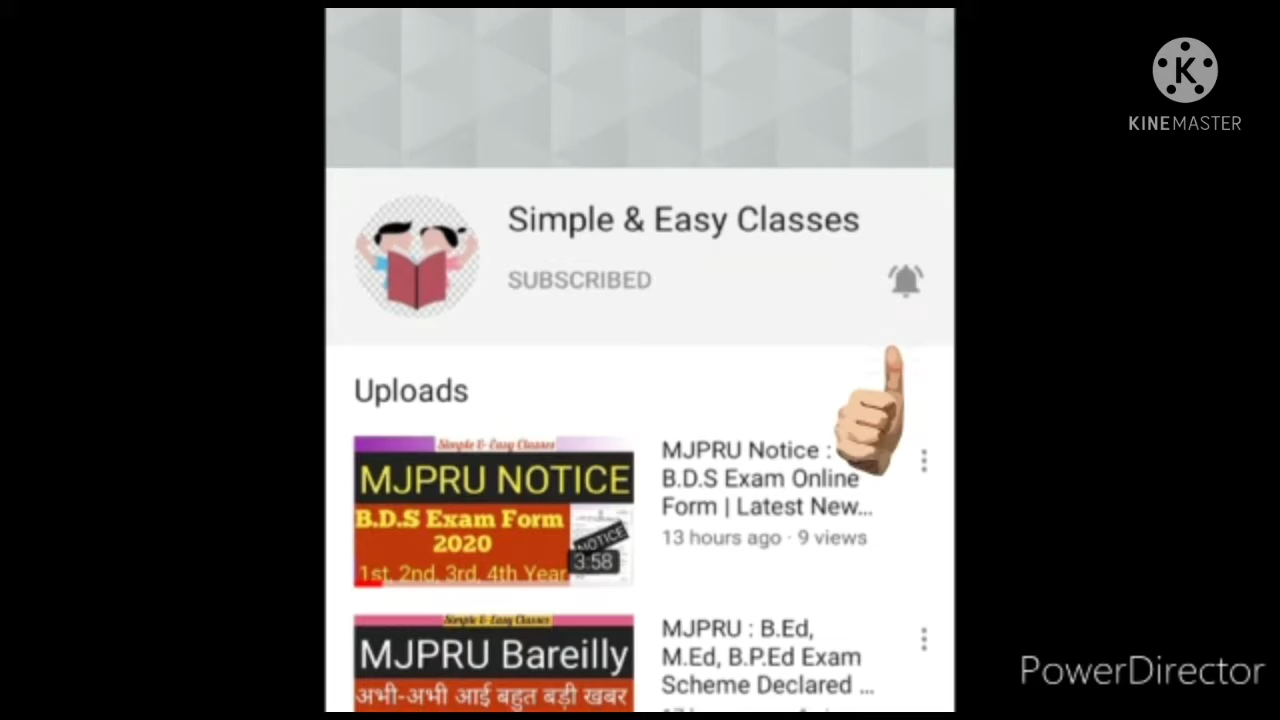 K
KINEMASTER
Simple & Easy Classes
SUBSCRIBED
Uploads
Simple & Easy Classes
MJPRU NOTICE
B.D.S Exam Form
2020
1st, 2nd, 3rd, 4th Year
NOTICE
3:58
MJPRU Notice :
B.D.S Exam Online
Form | Latest New...
13 hours ago · 9 views
Simple & Easy Classes
MJPRU Bareilly
अभी-अभी आई बहुत बड़ी खबर
MJPRU : B.Ed,
M.Ed, B.P.Ed Exam
Scheme Declared ...
PowerDirector